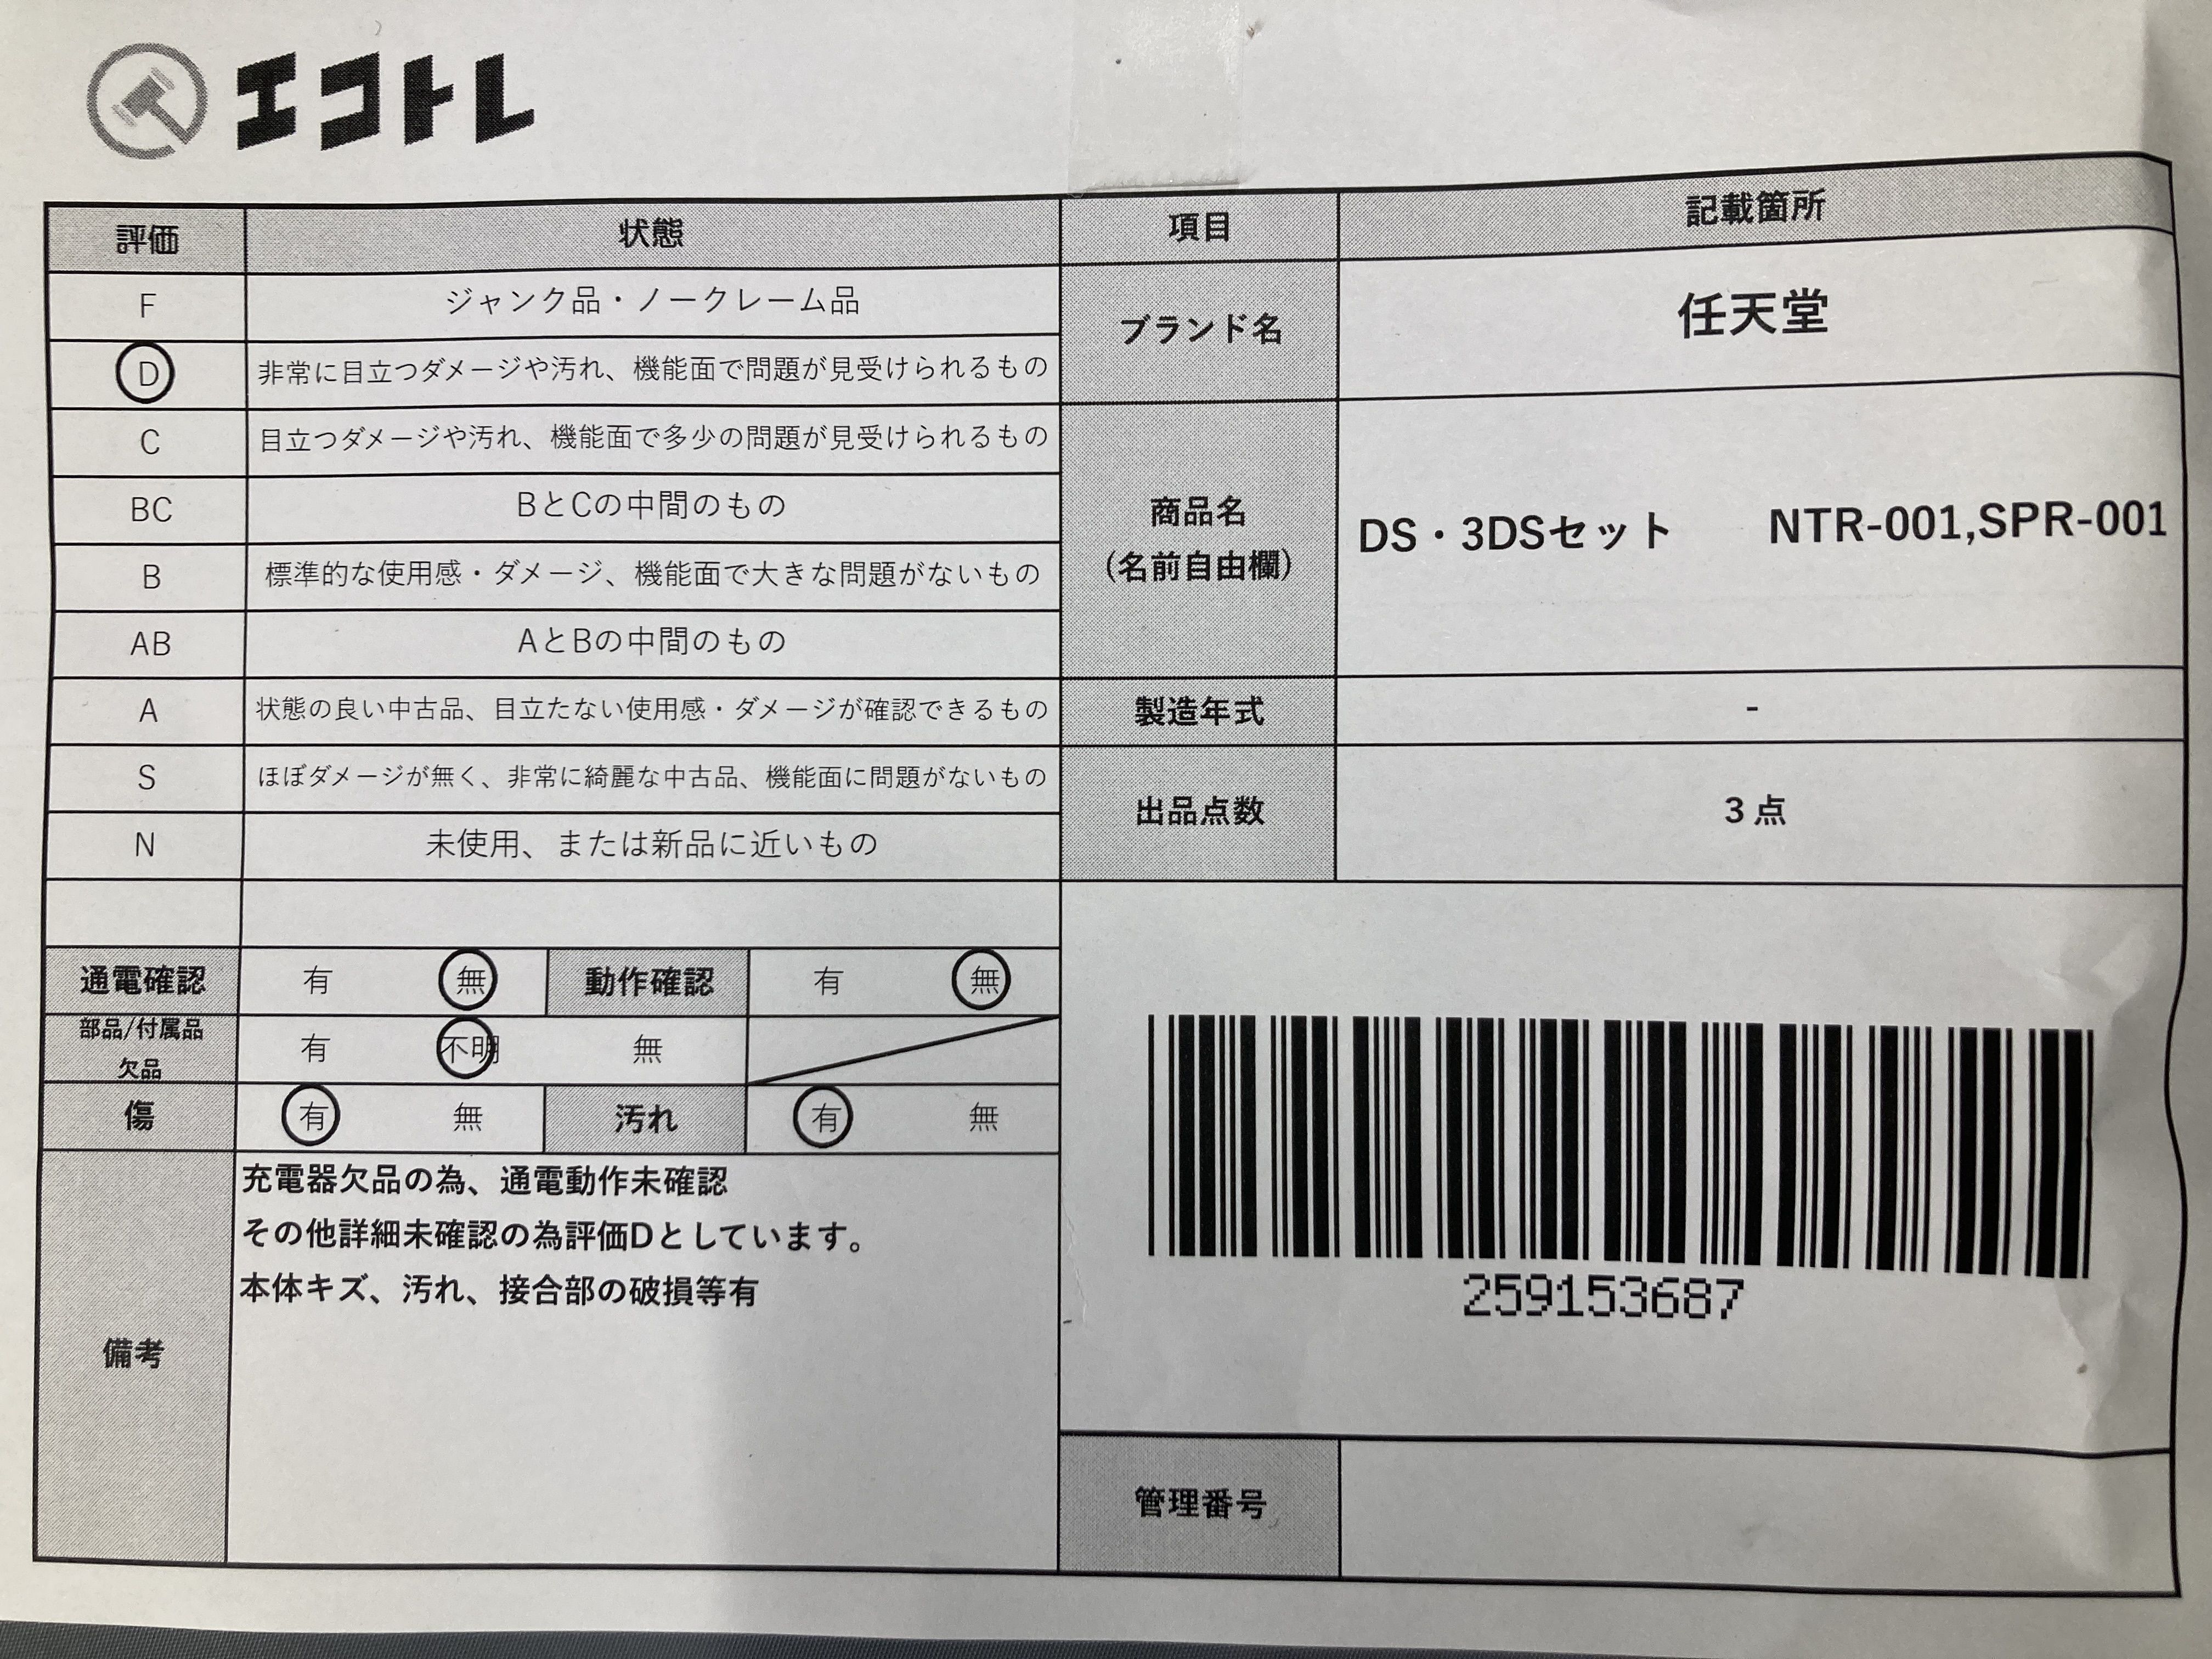 エコトレ
評価 状態 項目 記載箇所
F ジャンク品・ノークレーム品
D 非常に目立つダメージや汚れ、機能面で問題が見受けられるもの
ブランド名 任天堂
C 目立つダメージや汚れ、機能面で多少の問題が見受けられるもの
BC BとCの中間のもの
商品名
(名前自由欄)
DS・3DSセット NTR-001,SPR-001
B 標準的な使用感・ダメージ、機能面で大きな問題がないもの
AB AとBの中間のもの
A 状態の良い中古品、目立たない使用感・ダメージが確認できるもの
製造年式 -
S ほぼダメージが無く、非常に綺麗な中古品、機能面に問題がないもの
出品点数 3点
N 未使用、または新品に近いもの
通電確認 有 無 動作確認 有 無
部品/付属品
欠品
有 不明 無
傷 有 無 汚れ 有 無
備考
充電器欠品の為、通電動作未確認
その他詳細未確認の為評価Dとしています。
本体キズ、汚れ、接合部の破損等有
259153687
管理番号